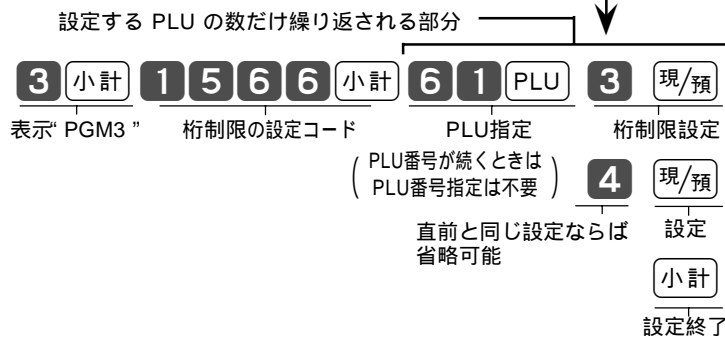 設定する PLU の数だけ繰り返される部分
3 小計 1 5 6 6 小計 6 1 PLU 3 現/預
表示“ PGM3 ” 桁制限の設定コード PLU指定 桁制限設定
( PLU番号が続くときは
PLU番号指定は不要 ) 4 現/預
直前と同じ設定ならば 設定
省略可能
小計
設定終了